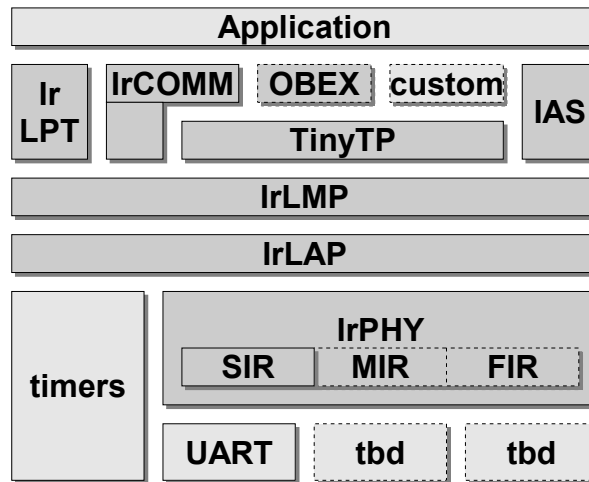 Application
Ir
LPT
IrCOMM
OBEX
custom
IAS
TinyTP
IrLMP
IrLAP
timers
IrPHY
SIR
MIR
FIR
UART
tbd
tbd